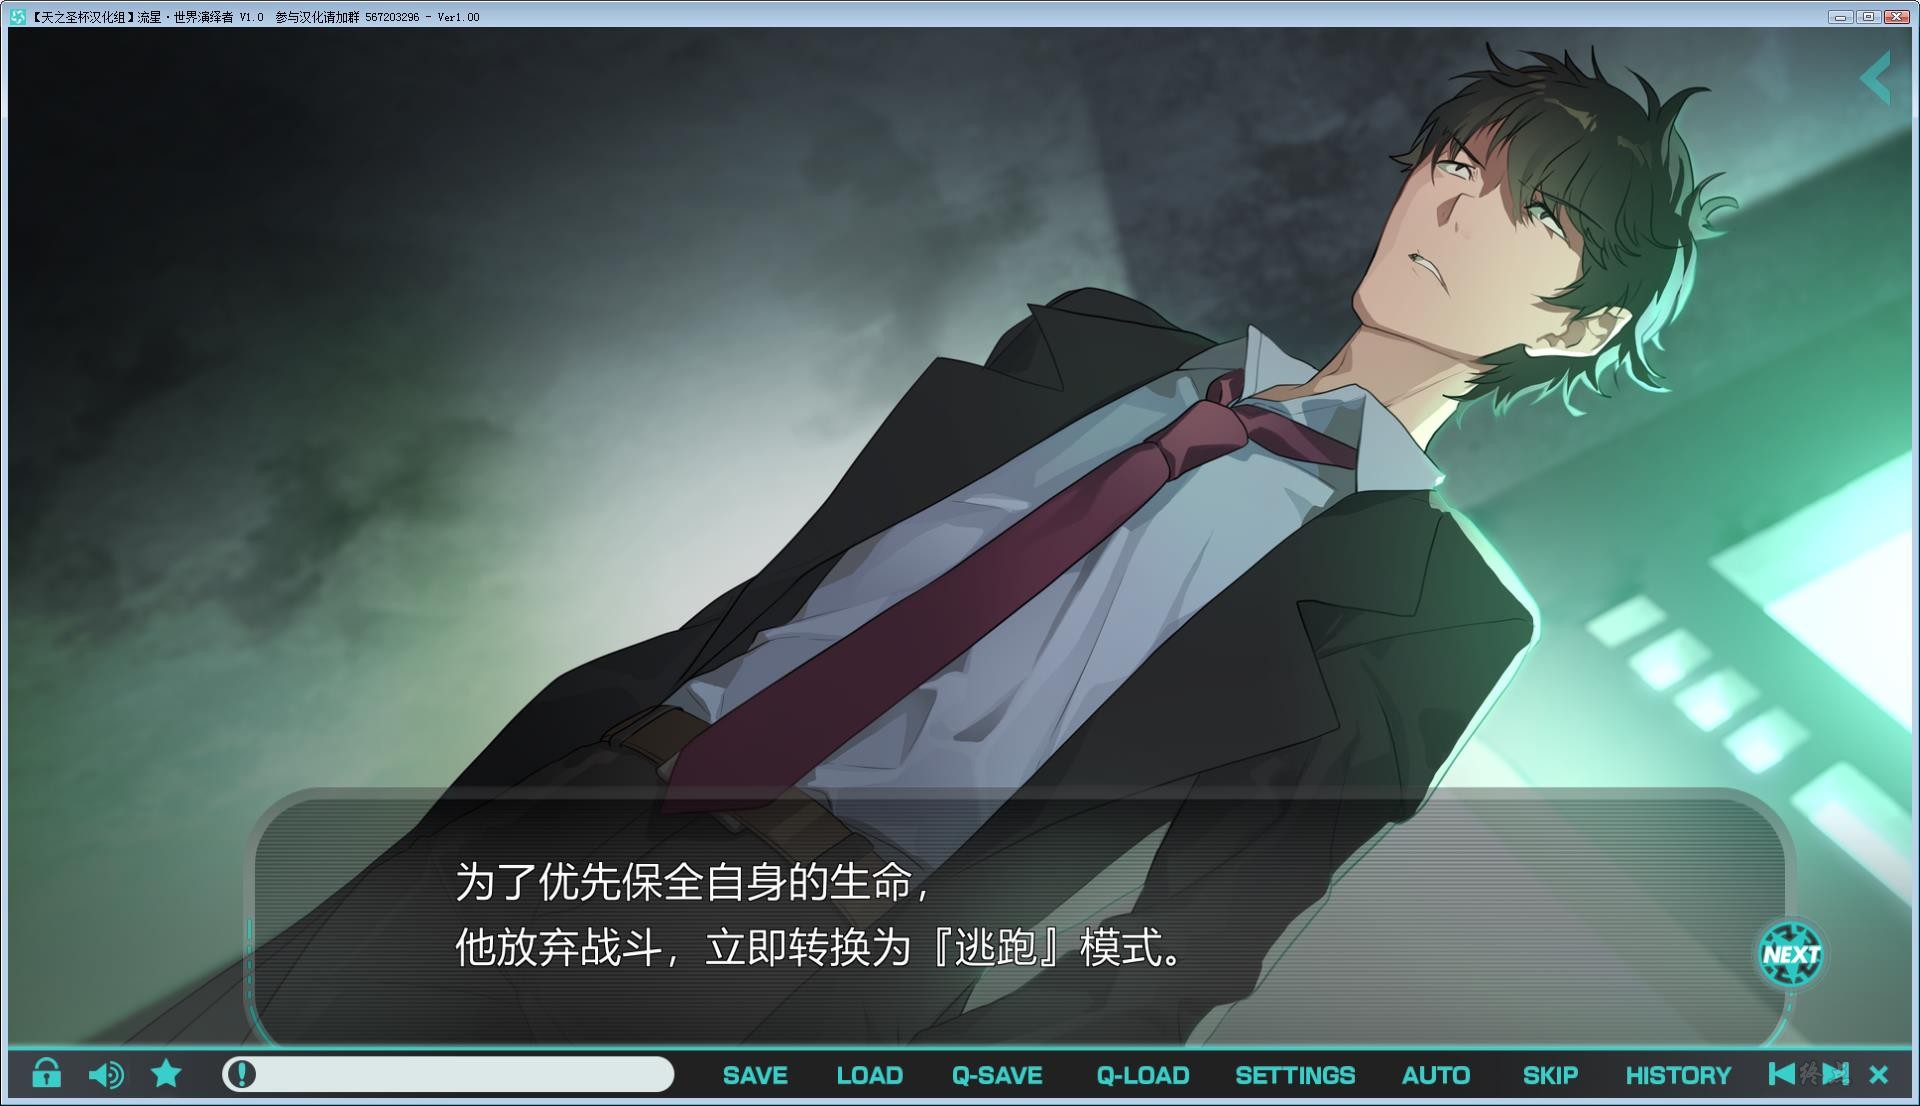 【天之圣杯汉化组】流星·世界演绎者 V1.0 参与汉化请加群 567203296 - Ver1.00
为了优先保全自身的生命，
他放弃战斗，立即转换为『逃跑』模式。
NEXT
SAVE LOAD Q-SAVE Q-LOAD SETTINGS AUTO SKIP HISTORY